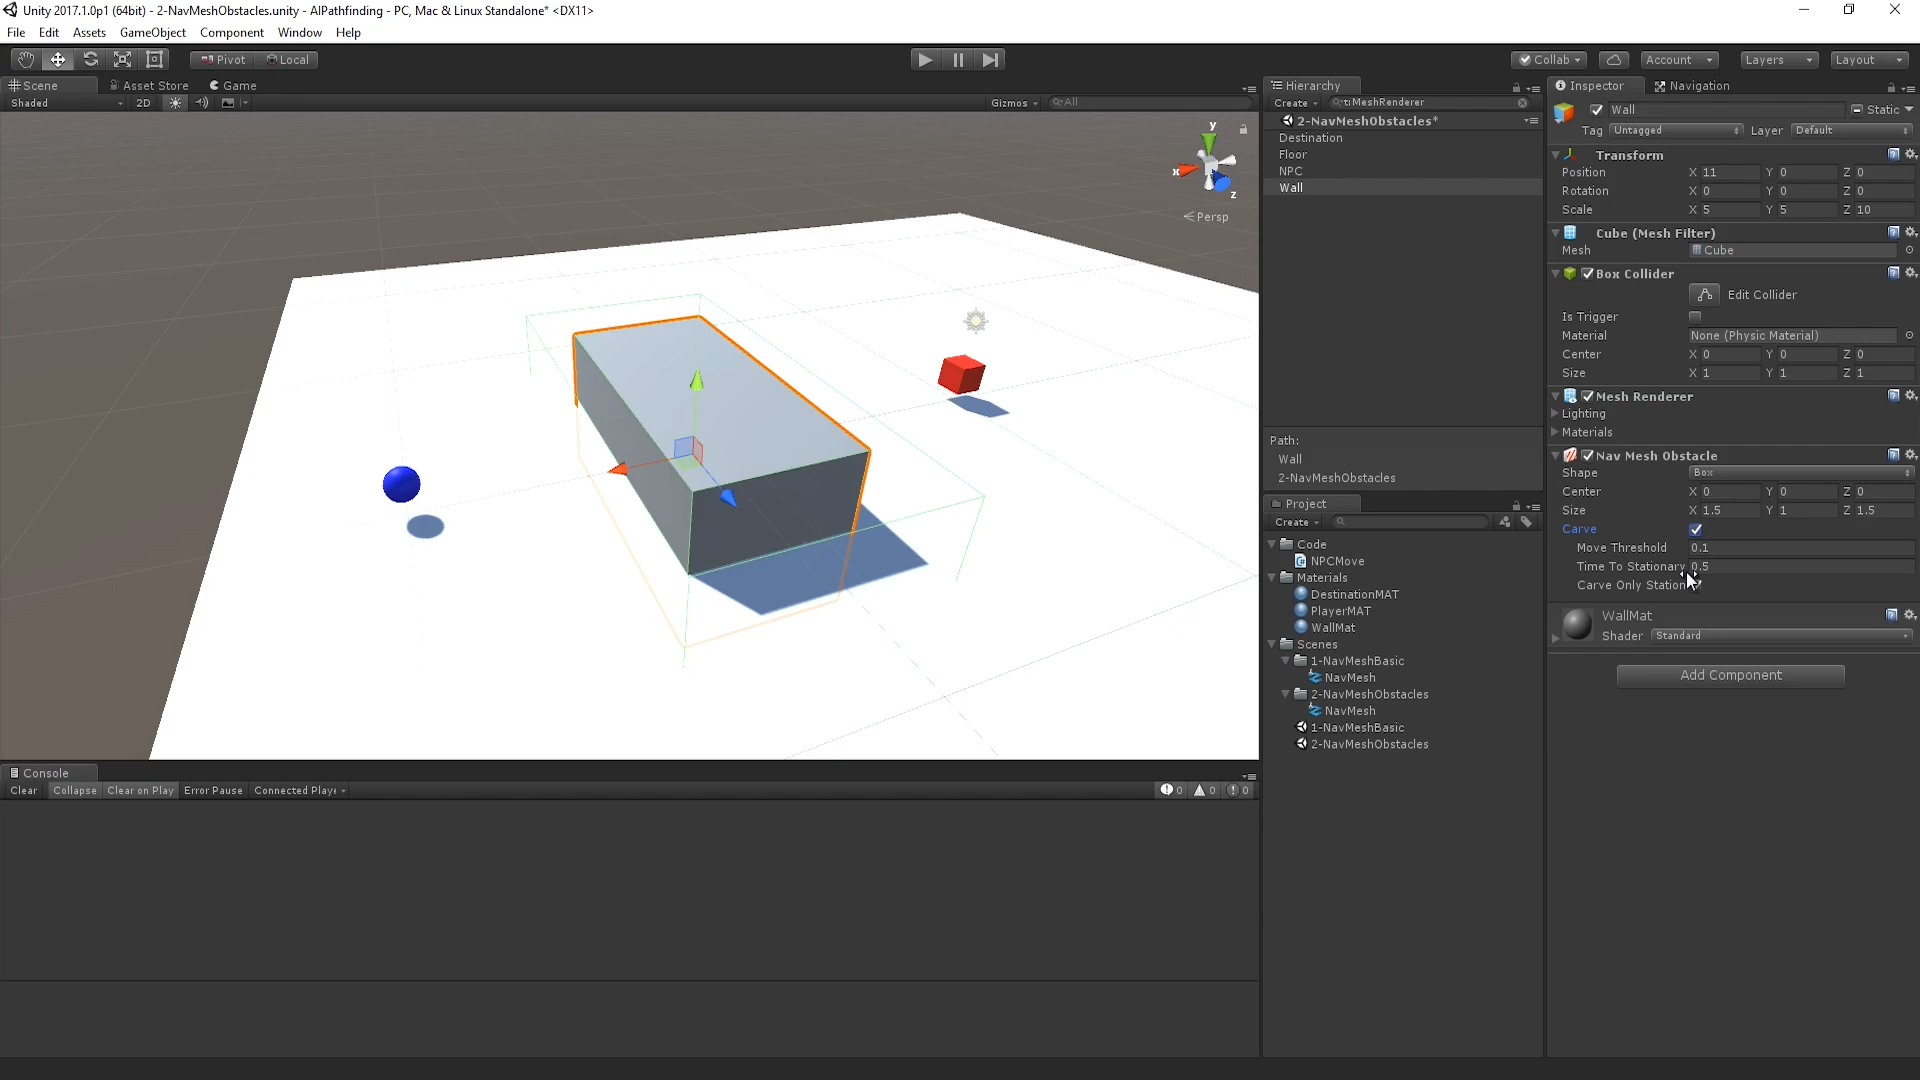 Unity 2017.1.0p1 (64bit) - 2-NavMeshObstacles.unity - AIPathfinding - PC, Mac & Linux Standalone* <DX11>
File Edit Assets GameObject Component Window Help
Pivot Local
Collab Account Layers Layout
Scene Asset Store Game
Shaded 2D Gizmos All
y
x
z
Persp
Console
Clear Collapse Clear on Play Error Pause Connected Playe 0 0 0
Hierarchy
Create t:MeshRenderer
2-NavMeshObstacles*
Destination
Floor
NPC
Wall
Path:
Wall
2-NavMeshObstacles
Project
Create
Code
NPCMove
Materials
DestinationMAT
PlayerMAT
WallMat
Scenes
1-NavMeshBasic
NavMesh
2-NavMeshObstacles
NavMesh
1-NavMeshBasic
2-NavMeshObstacles
Inspector Navigation
Wall Static
Tag Untagged Layer Default
Transform
Position X 11 Y 0 Z 0
Rotation X 0 Y 0 Z 0
Scale X 5 Y 5 Z 10
Cube (Mesh Filter)
Mesh Cube
Box Collider
Edit Collider
Is Trigger
Material None (Physic Material)
Center X 0 Y 0 Z 0
Size X 1 Y 1 Z 1
Mesh Renderer
Lighting
Materials
Nav Mesh Obstacle
Shape Box
Center X 0 Y 0 Z 0
Size X 1.5 Y 1 Z 1.5
Carve
Move Threshold 0.1
Time To Stationary 0.5
Carve Only Station
WallMat
Shader Standard
Add Component